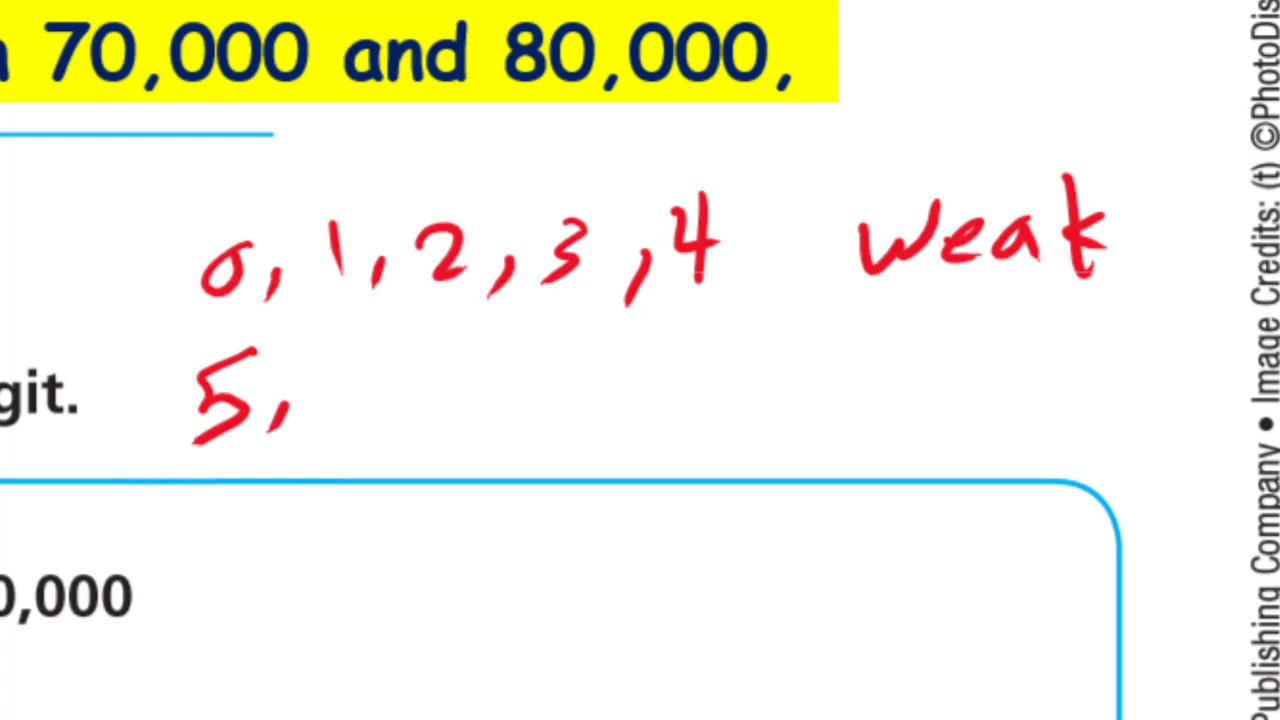 70,000 and 80,000,
0, 1, 2, 3, 4 weak
git.
5,
0,000
Publishing Company • Image Credits: (t) ©PhotoDis